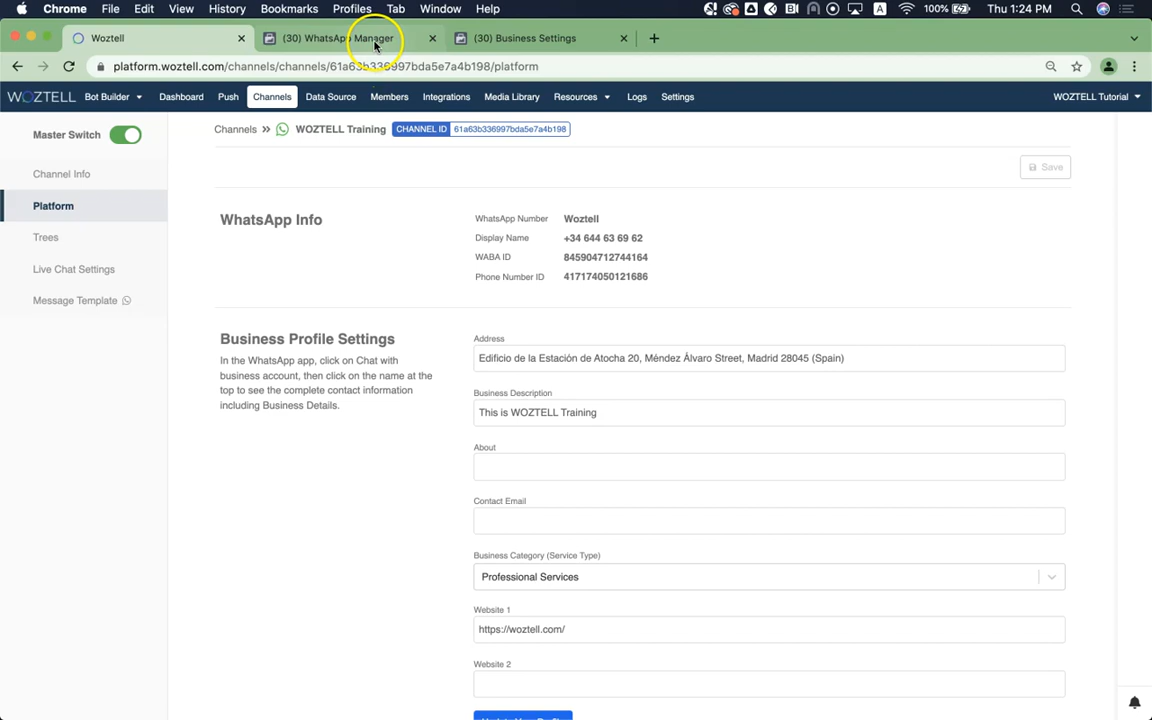 Chrome File Edit View History Bookmarks Profiles Tab Window Help 100% Thu 1:24 PM
Woztell (30) WhatsApp Manager (30) Business Settings
platform.woztell.com/channels/channels/61a63b336997bda5e7a4b198/platform
WOZTELL Bot Builder Dashboard Push Channels Data Source Members Integrations Media Library Resources Logs Settings WOZTELL Tutorial
Master Switch
Channels » WOZTELL Training CHANNEL ID 61a63b336997bda5e7a4b198
Channel Info
Save
Platform
Trees
Live Chat Settings
Message Template
WhatsApp Info
WhatsApp Number Woztell
Display Name +34 644 63 69 62
WABA ID 845904712744164
Phone Number ID 417174050121686
Business Profile Settings
In the WhatsApp app, click on Chat with
business account, then click on the name at the
top to see the complete contact information
including Business Details.
Address
Edificio de la Estación de Atocha 20, Méndez Álvaro Street, Madrid 28045 (Spain)
Business Description
This is WOZTELL Training
About
Contact Email
Business Category (Service Type)
Professional Services
Website 1
https://woztell.com/
Website 2